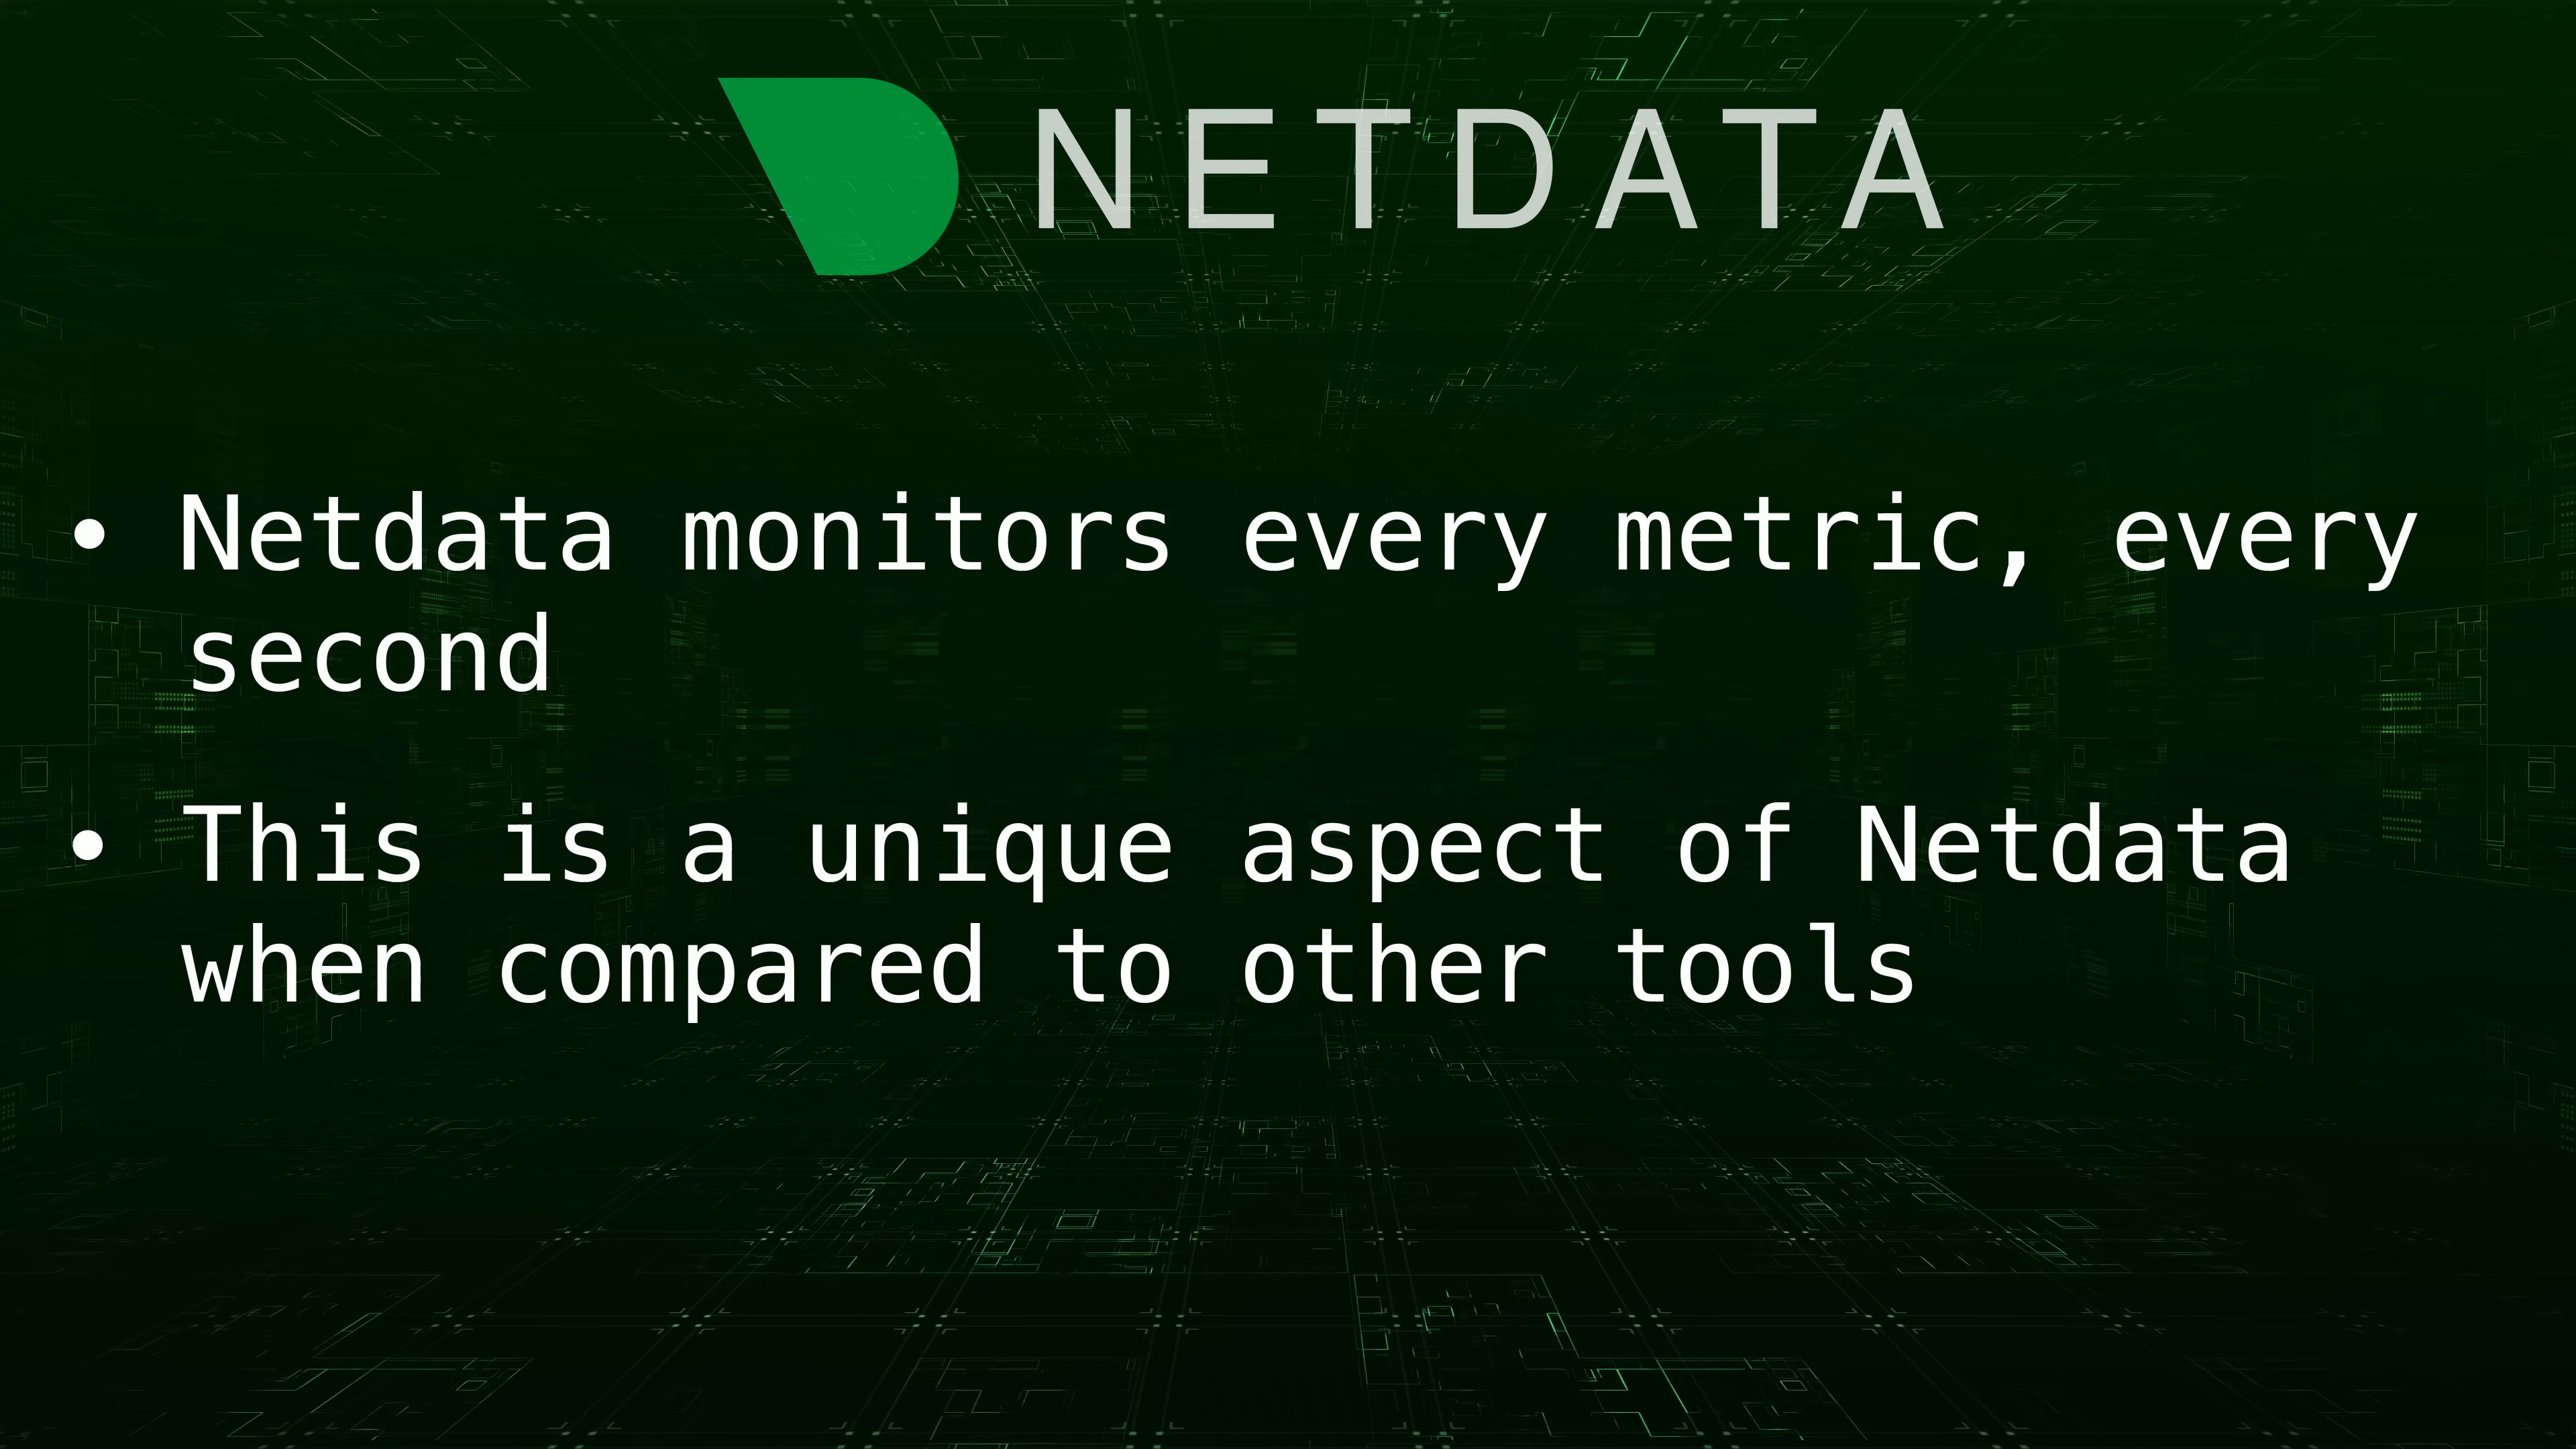 NETDATA
• Netdata monitors every metric, every
second
• This is a unique aspect of Netdata
when compared to other tools